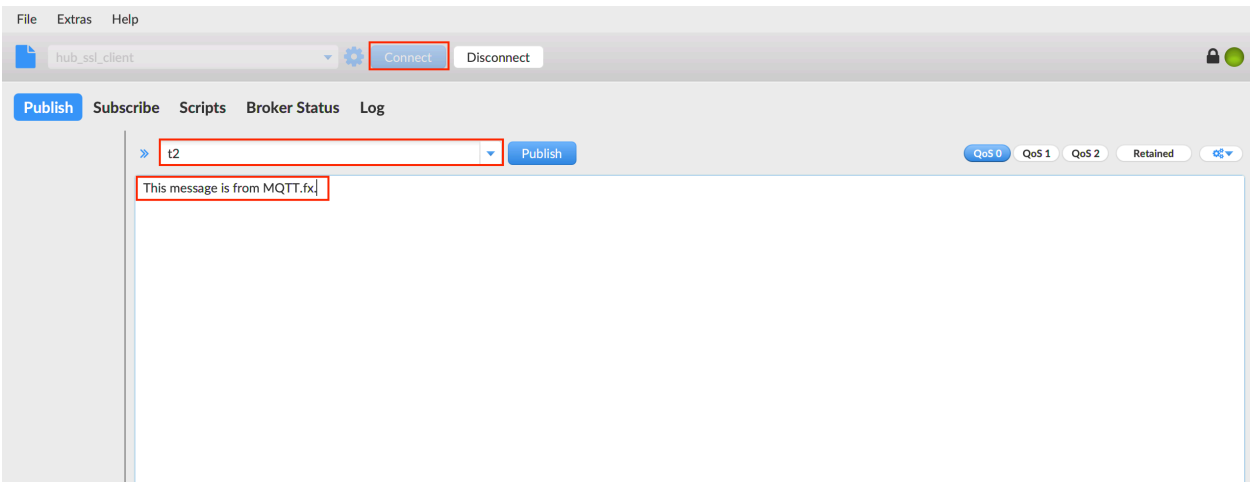 File Extras Help
hub_ssl_client Connect Disconnect
Publish Subscribe Scripts Broker Status Log
t2 Publish QoS 0 QoS 1 QoS 2 Retained
This message is from MQTT.fx.